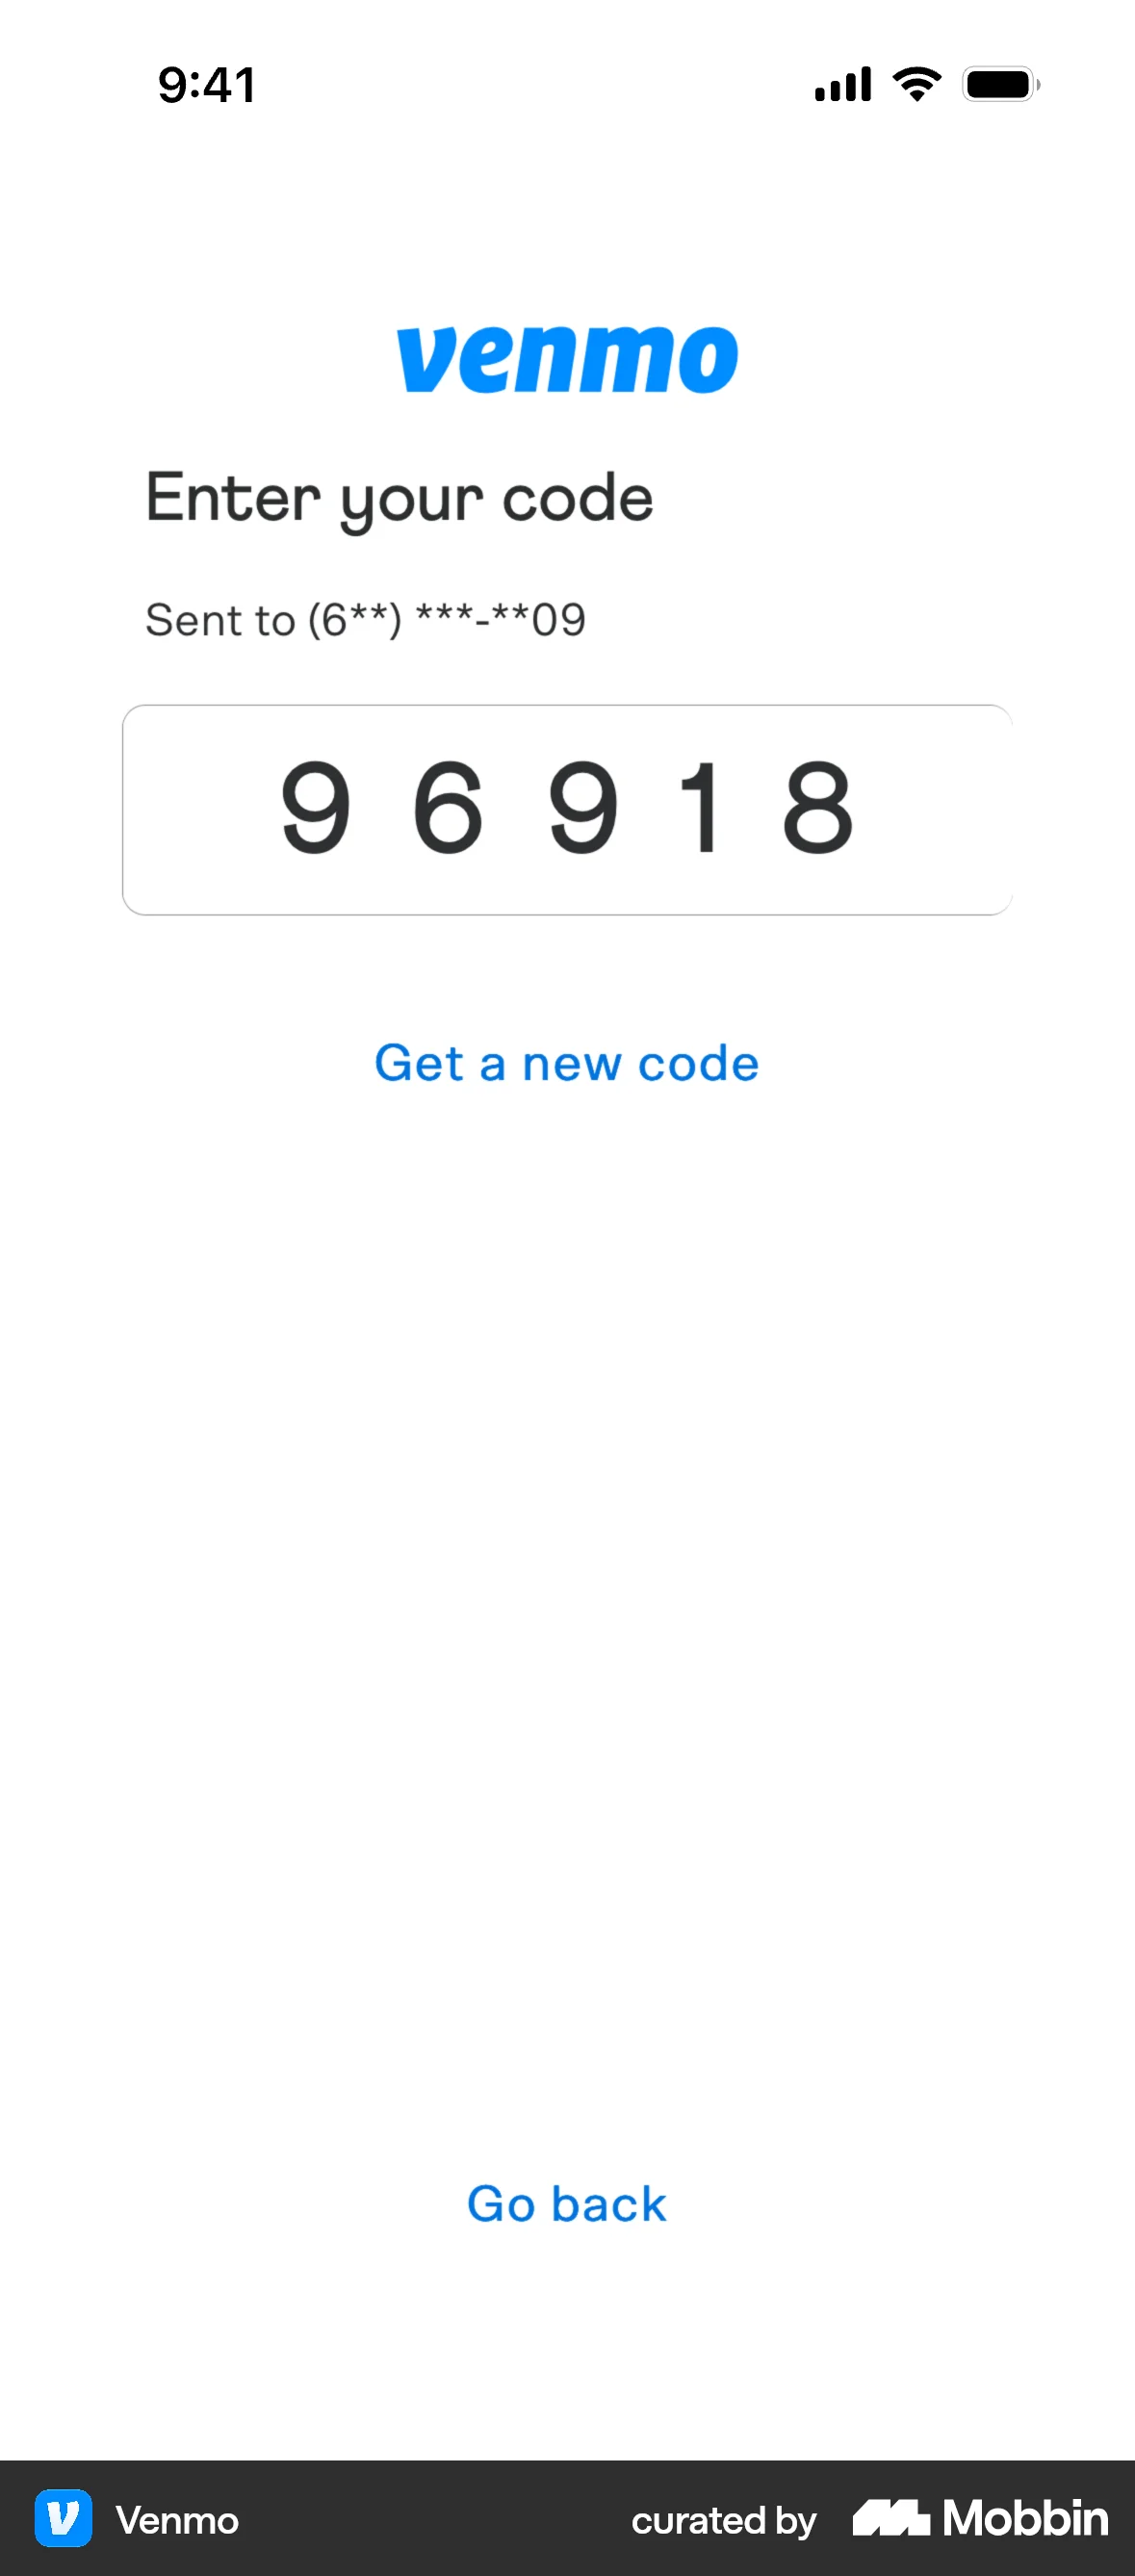 9:41
venmo
Enter your code
Sent to (6**) ***-**09
9 6 9 1 8
Get a new code
Go back
Venmo
curated by Mobbin